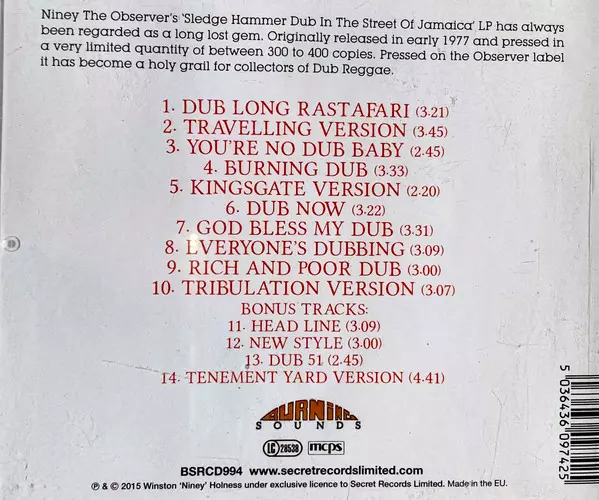 Niney The Observer's 'Sledge Hammer Dub In The Street Of Jamaica' LP has always
been regarded as a long lost gem. Originally released in early 1977 and pressed in
a very limited quantity of between 300 to 400 copies. Pressed on the Observer label
it has become a holy grail for collectors of Dub Reggae.
1. DUB LONG RASTAFARI (3.21)
2. TRAVELLING VERSION (3.45)
3. YOU'RE NO DUB BABY (2.45)
4. BURNING DUB (3.33)
5. KINGSGATE VERSION (2.20)
6. DUB NOW (3.22)
7. GOD BLESS MY DUB (3.31)
8. EVERYONE'S DUBBING (3.09)
9. RICH AND POOR DUB (3.00)
10. TRIBULATION VERSION (3.07)
BONUS TRACKS:
11. HEAD LINE (3.09)
12. NEW STYLE (3.00)
13. DUB 51 (2.45)
14. TENEMENT YARD VERSION (4.41)
BURNING
SOUNDS
LC 28538 mcps
BSRCD994 www.secretrecordslimited.com
℗ & © 2015 Winston 'Niney' Holness under exclusive licence to Secret Records Limited. Made in the EU.
5 036436 097425